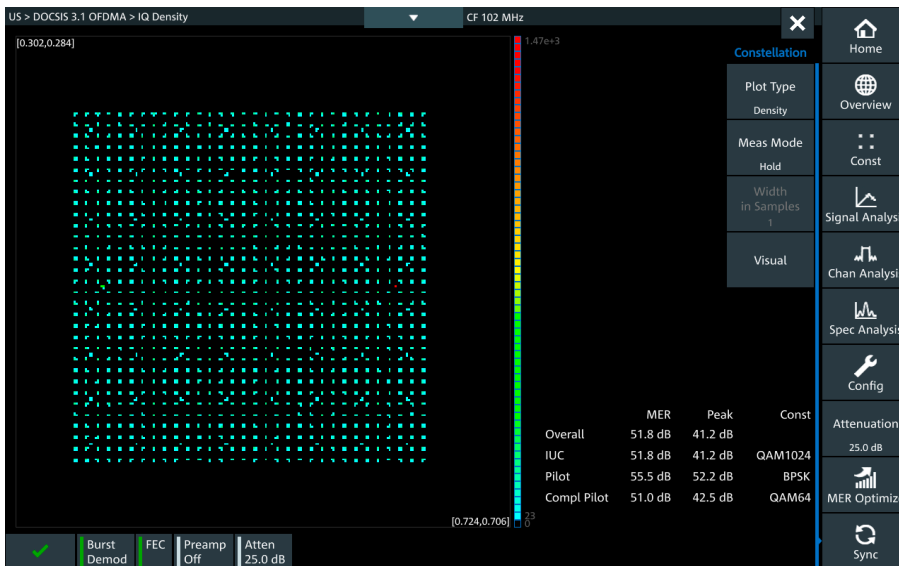 US > DOCSIS 3.1 OFDMA > IQ Density
CF 102 MHz
[0.302,0.284]
1.47e+3
Constellation
Plot Type
Density
Meas Mode
Hold
Width
in Samples
1
Visual
MER Peak Const
Overall 51.8 dB 41.2 dB
IUC 51.8 dB 41.2 dB QAM1024
Pilot 55.5 dB 52.2 dB BPSK
Compl Pilot 51.0 dB 42.5 dB QAM64
[0.724,0.706]
23
0
Burst
Demod
FEC
Preamp
Off
Atten
25.0 dB
Home
Overview
Const
Signal Analysi
Chan Analysi
Spec Analysis
Config
Attenuation
25.0 dB
MER Optimiz
Sync